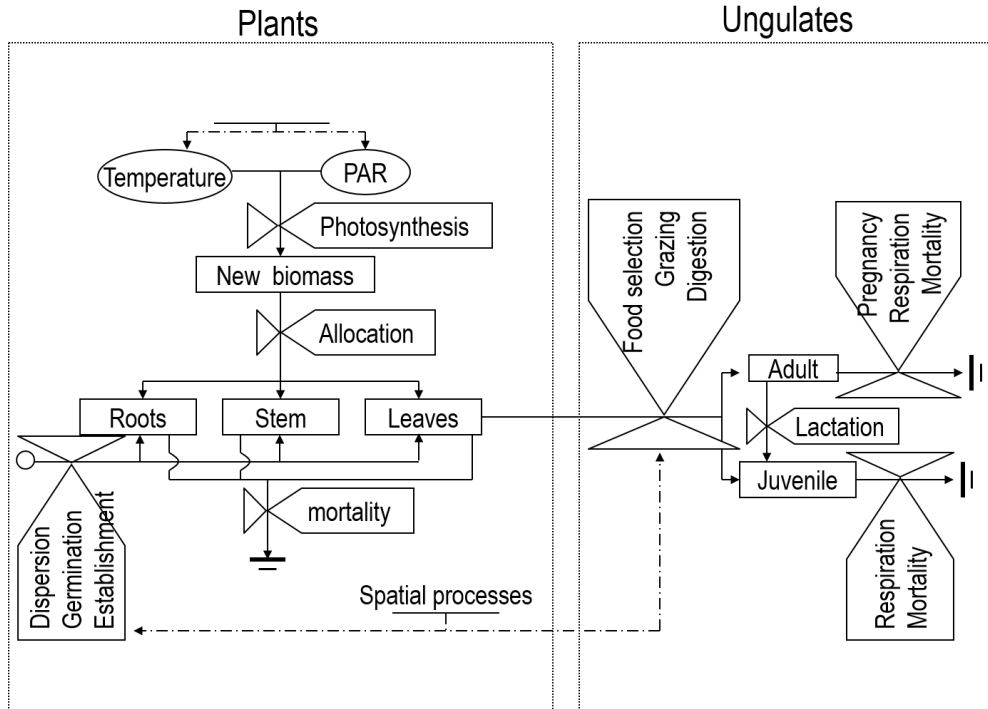 Plants
Ungulates
Temperature
PAR
Photosynthesis
New biomass
Allocation
Roots
Stem
Leaves
mortality
Dispersion
Germination
Establishment
Spatial processes
Food selection
Grazing
Digestion
Pregnancy
Respiration
Mortality
Adult
Lactation
Juvenile
Respiration
Mortality